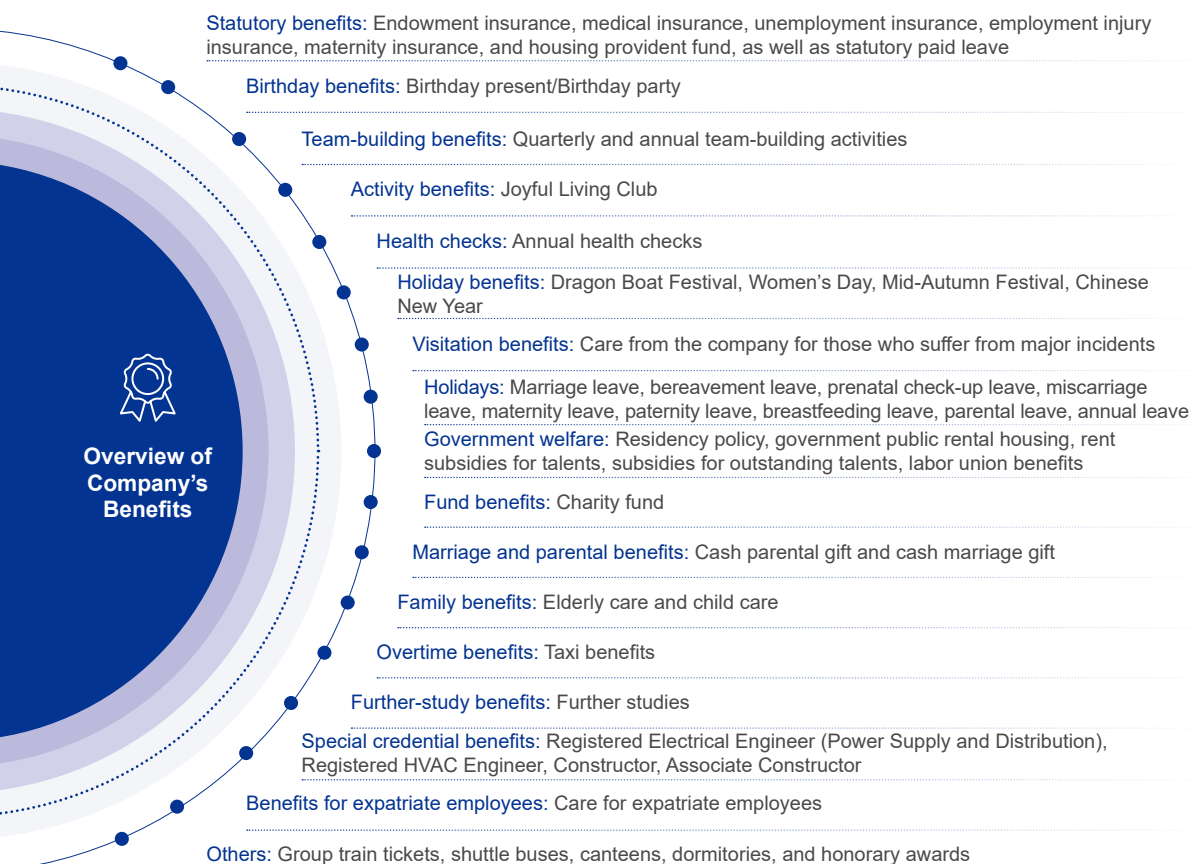 Statutory benefits: Endowment insurance, medical insurance, unemployment insurance, employment injury
insurance, maternity insurance, and housing provident fund, as well as statutory paid leave
Birthday benefits: Birthday present/Birthday party
Team-building benefits: Quarterly and annual team-building activities
Activity benefits: Joyful Living Club
Health checks: Annual health checks
Holiday benefits: Dragon Boat Festival, Women's Day, Mid-Autumn Festival, Chinese
New Year
Visitation benefits: Care from the company for those who suffer from major incidents
Holidays: Marriage leave, bereavement leave, prenatal check-up leave, miscarriage
leave, maternity leave, paternity leave, breastfeeding leave, parental leave, annual leave
Government welfare: Residency policy, government public rental housing, rent
subsidies for talents, subsidies for outstanding talents, labor union benefits
Fund benefits: Charity fund
Marriage and parental benefits: Cash parental gift and cash marriage gift
Family benefits: Elderly care and child care
Overtime benefits: Taxi benefits
Further-study benefits: Further studies
Special credential benefits: Registered Electrical Engineer (Power Supply and Distribution),
Registered HVAC Engineer, Constructor, Associate Constructor
Benefits for expatriate employees: Care for expatriate employees
Others: Group train tickets, shuttle buses, canteens, dormitories, and honorary awards
Overview of
Company's
Benefits